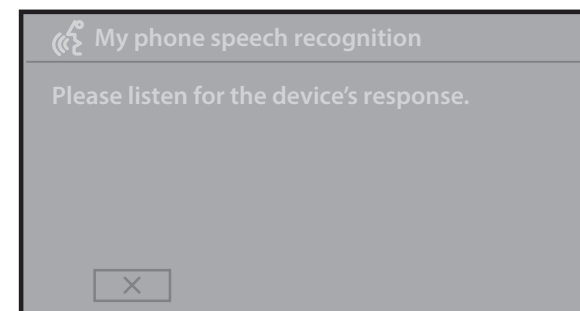 My phone speech recognition
Please listen for the device's response.